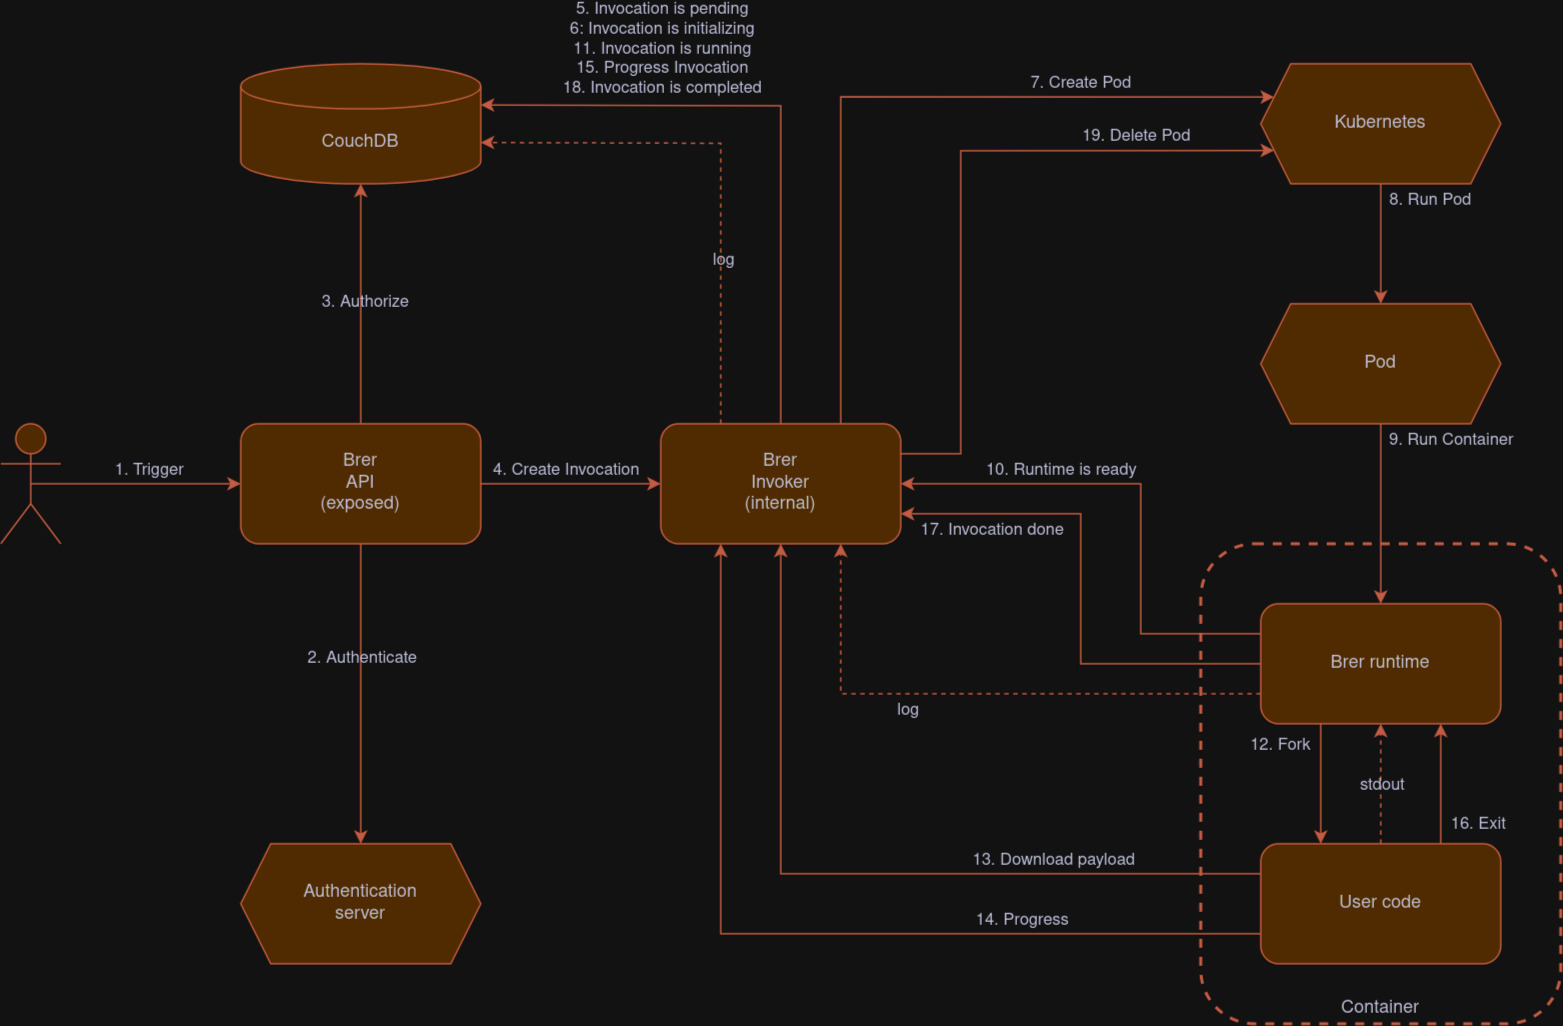 5. Invocation is pending
6: Invocation is initializing
11. Invocation is running
15. Progress Invocation
18. Invocation is completed
7. Create Pod
Kubernetes
19. Delete Pod
CouchDB
8. Run Pod
log
3. Authorize
Pod
9. Run Container
1. Trigger
Brer
API
(exposed)
4. Create Invocation
Brer
Invoker
(internal)
10. Runtime is ready
17. Invocation done
2. Authenticate
Brer runtime
log
12. Fork
stdout
16. Exit
13. Download payload
Authentication
server
User code
14. Progress
Container